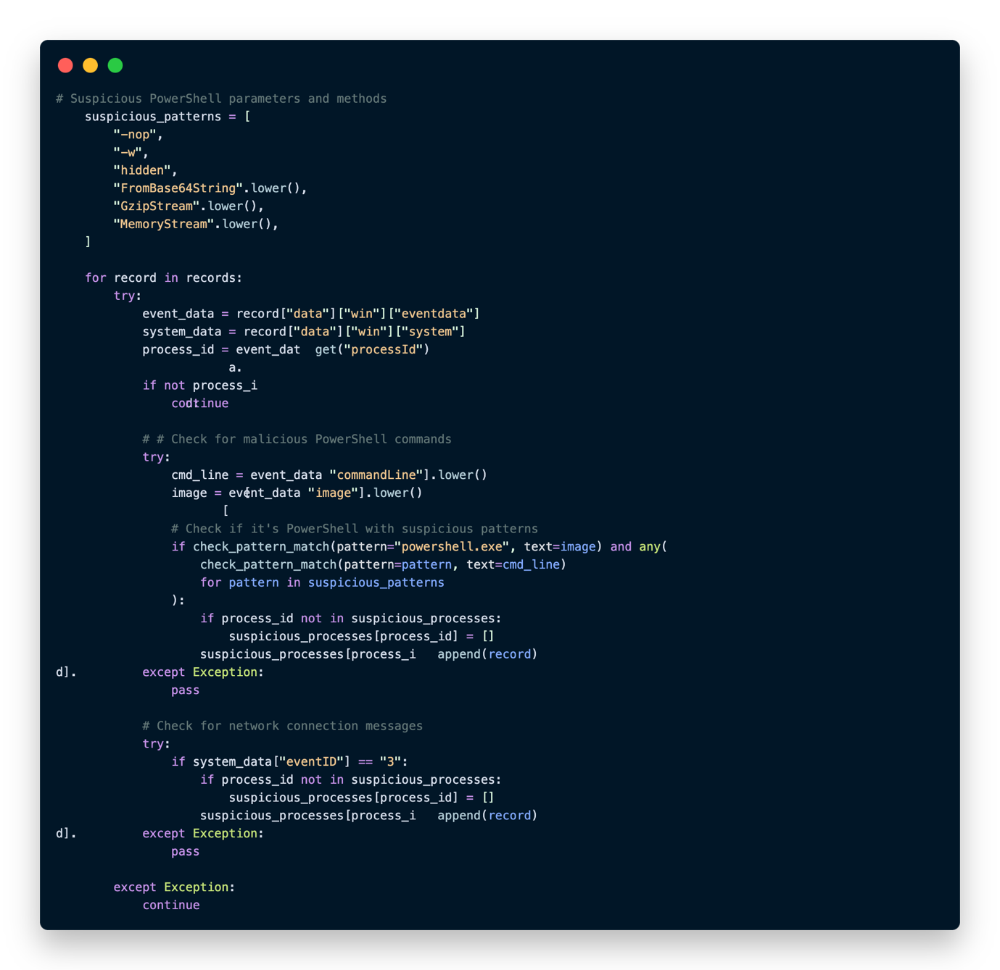 # Suspicious PowerShell parameters and methods
    suspicious_patterns = [
        "-nop",
        "-w",
        "hidden",
        "FromBase64String".lower(),
        "GzipStream".lower(),
        "MemoryStream".lower(),
    ]

    for record in records:
        try:
            event_data = record["data"]["win"]["eventdata"]
            system_data = record["data"]["win"]["system"]
            process_id = event_dat  get("processId")
                        a.
            if not process_i
                continue d:

            # # Check for malicious PowerShell commands
            try:
                cmd_line = event_data "commandLine"].lower()
                image = event_data [ "image"].lower()
                       [
                # Check if it's PowerShell with suspicious patterns
                if check_pattern_match(pattern="powershell.exe", text=image) and any(
                    check_pattern_match(pattern=pattern, text=cmd_line)
                    for pattern in suspicious_patterns
                ):
                    if process_id not in suspicious_processes:
                        suspicious_processes[process_id] = []
                    suspicious_processes[process_i   append(record)
d].         except Exception:
                pass

            # Check for network connection messages
            try:
                if system_data["eventID"] == "3":
                    if process_id not in suspicious_processes:
                        suspicious_processes[process_id] = []
                    suspicious_processes[process_i   append(record)
d].         except Exception:
                pass

        except Exception:
            continue